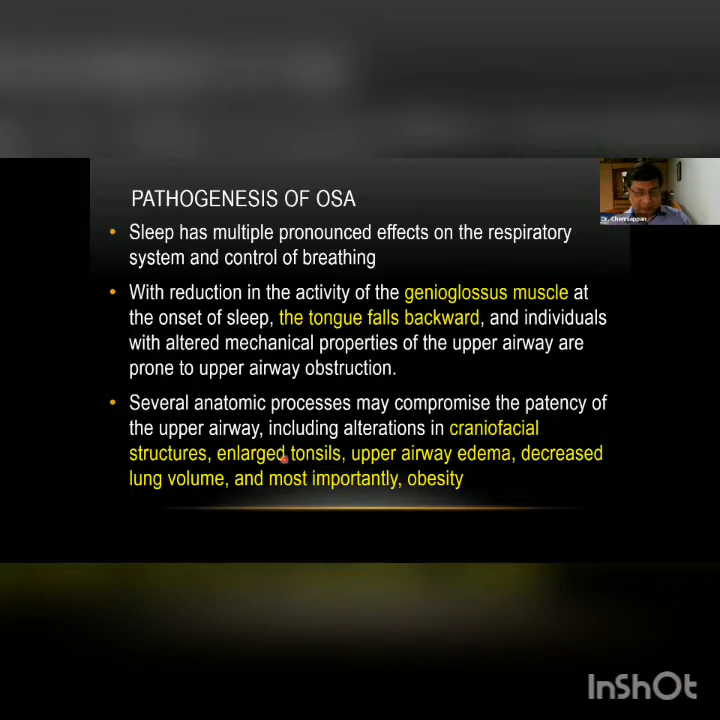 PATHOGENESIS OF OSA
• Sleep has multiple pronounced effects on the respiratory
system and control of breathing
• With reduction in the activity of the genioglossus muscle at
the onset of sleep, the tongue falls backward, and individuals
with altered mechanical properties of the upper airway are
prone to upper airway obstruction.
• Several anatomic processes may compromise the patency of
the upper airway, including alterations in craniofacial
structures, enlarged tonsils, upper airway edema, decreased
lung volume, and most importantly, obesity
Dr. Chenniappan
InShOt